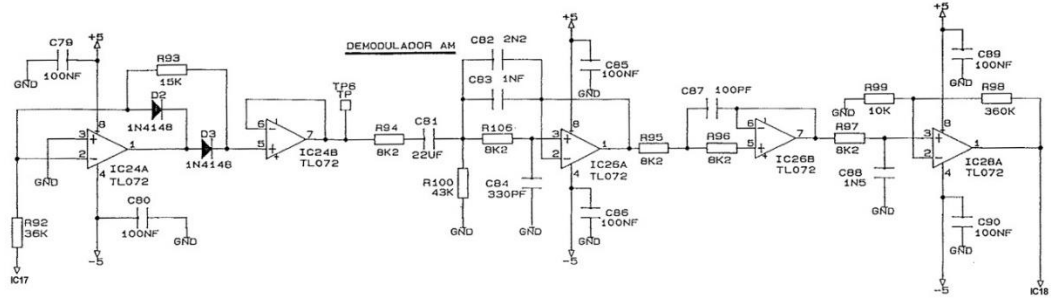 +5
C79
100NF
GND
R93
15K
D2
1N4148
D3
1N4148
8
3
2
1
4
IC24A
TL072
GND
R92
36K
IC17
C80
100NF
GND
-5
6
5
7
IC24B
TL072
TP6
TP
DEMODULADOR AM
R94
8K2
C81
22UF
C82 2N2
C83
1NF
R106
8K2
R100
43K
GND
C84
330PF
GND
+5
C85
100NF
GND
8
3
2
1
4
IC26A
TL072
C86
100NF
GND
-5
R95
8K2
C87 100PF
R96
8K2
6
5
7
IC26B
TL072
R97
8K2
C88
1N5
GND
GND
R99
10K
+5
C89
100NF
GND
R98
360K
8
3
2
1
4
IC28A
TL072
C90
100NF
GND
-5
IC18